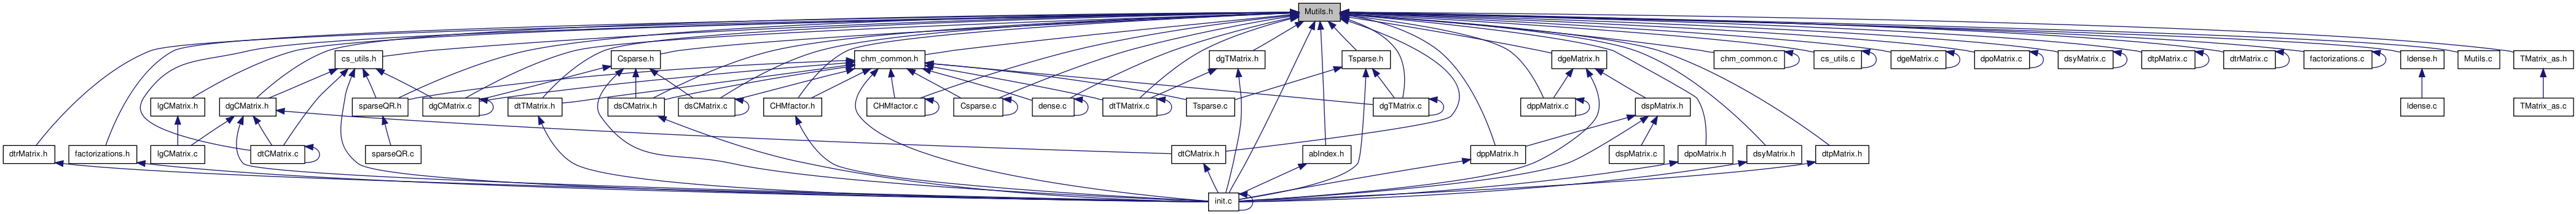 Mutils.h
cs_utils.h
Csparse.h
chm_common.h
dgTMatrix.h
Tsparse.h
dgeMatrix.h
chm_common.c
cs_utils.c
dgeMatrix.c
dpoMatrix.c
dsyMatrix.c
dtpMatrix.c
dtrMatrix.c
factorizations.c
ldense.h
Mutils.c
TMatrix_as.h
lgCMatrix.h
dgCMatrix.h
sparseQR.h
dgCMatrix.c
dtTMatrix.h
dsCMatrix.h
dsCMatrix.c
CHMfactor.h
CHMfactor.c
Csparse.c
dense.c
dtTMatrix.c
Tsparse.c
dgTMatrix.c
dppMatrix.c
dspMatrix.h
ldense.c
TMatrix_as.c
dtrMatrix.h
factorizations.h
lgCMatrix.c
dtCMatrix.c
sparseQR.c
dtCMatrix.h
abIndex.h
dppMatrix.h
dspMatrix.c
dpoMatrix.h
dsyMatrix.h
dtpMatrix.h
init.c